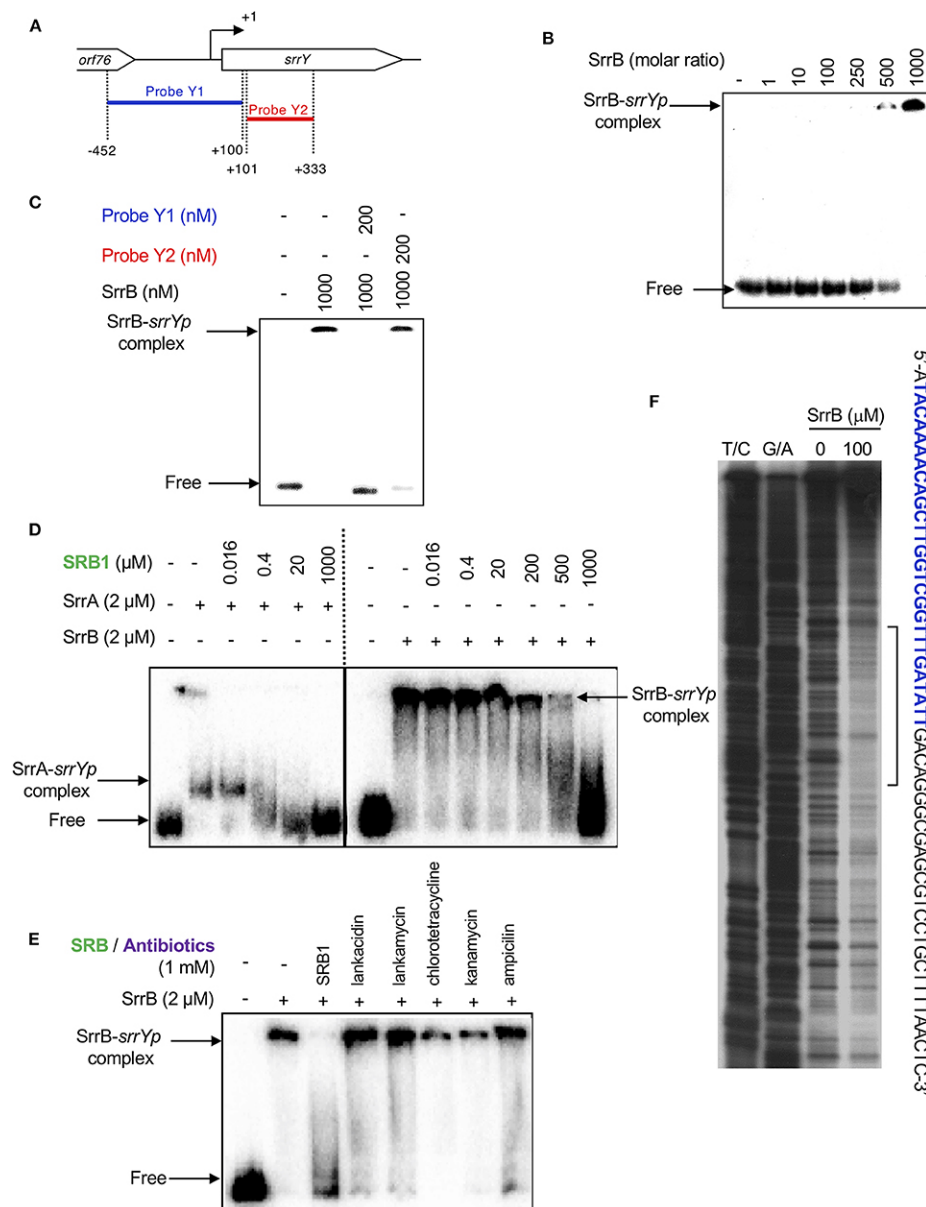 A
+1
orf76
srrY
Probe Y1
Probe Y2
-452
+100
+101
+333
B
SrrB (molar ratio)
- 1 10 100 250 500 1000
SrrB-srrYp
complex
Free
C
Probe Y1 (nM) - - 200 -
Probe Y2 (nM) - - - 200
SrrB (nM) - 1000 1000 1000
SrrB-srrYp
complex
Free
D
SRB1 (µM) - - 0.016 0.4 20 1000 - - 0.016 0.4 20 200 500 1000
SrrA (2 µM) - + + + + + - - - - - - - -
SrrB (2 µM) - - - - - - - + + + + + + +
SrrB-srrYp
complex
SrrA-srrYp
complex
Free
E
SRB / Antibiotics
(1 mM)
- - SRB1 lankacidin lankamycin chlorotetracycline kanamycin ampicilin
SrrB (2 µM) - + + + + + + +
SrrB-srrYp
complex
Free
F
SrrB (µM)
T/C G/A 0 100
5'-ATACAAAACAGCTTGGTCGGTTTGATATTGACAGGGCGAGCGTCCTGCTTTTAACTC-3'